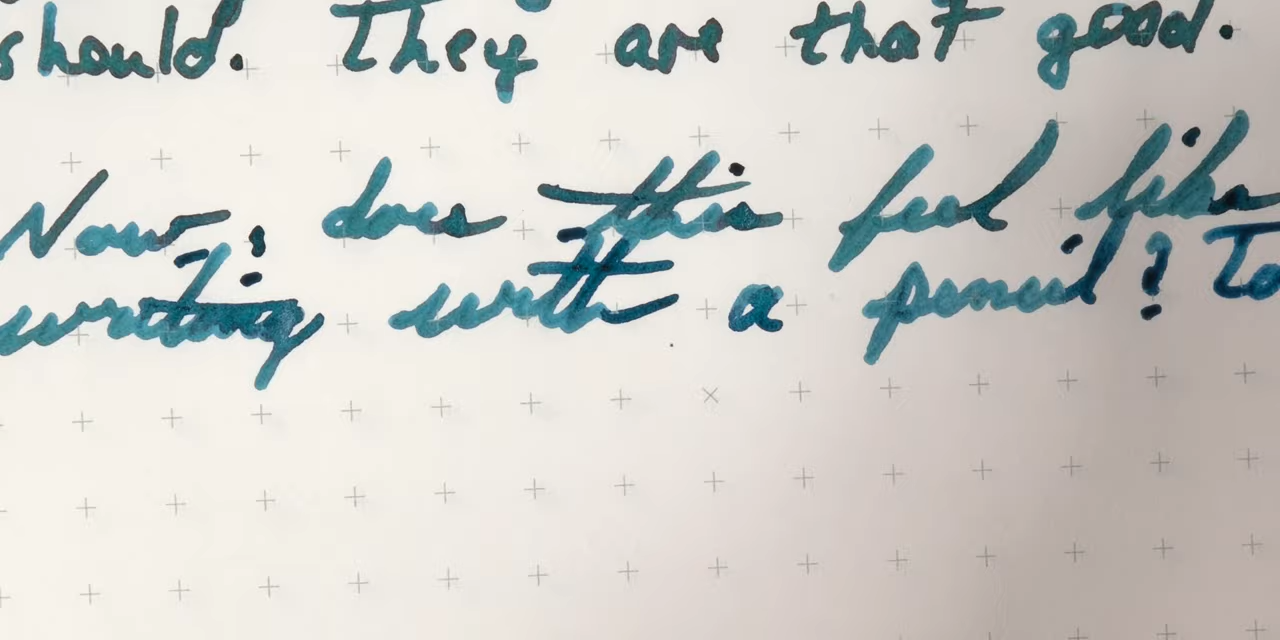 should. They are that good.
Now: does this feel like
writing with a pencil? To